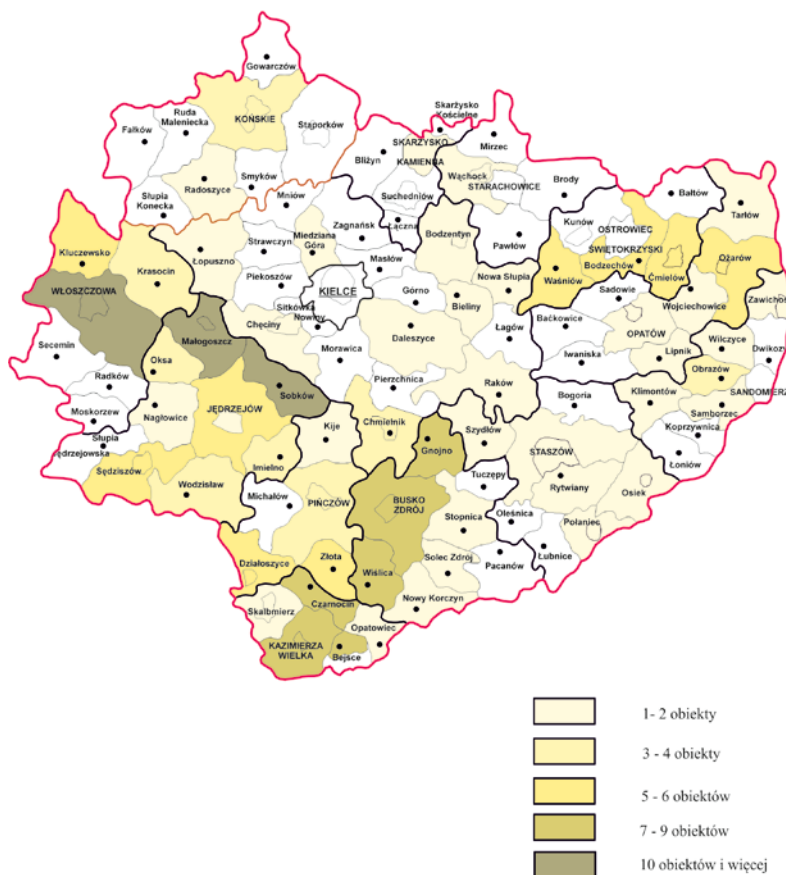 Gowarczów
Ruda
Maleniecka
Fałków
KOŃSKIE
Stąporków
Skarżysko
Kościelne
SKARŻYSKO
KAMIENNA
Mirzec
Bliżyn
Wąchock
STARACHOWICE
Brody
Bałtów
Radoszyce
Smyków
Suchedniów
Słupia
Konecka
Mniów
Łączna
Pawłów
Kunów
OSTROWIEC
ŚWIĘTOKRZYSKI
Tarłów
Kluczewsko
Krasocin
Łopuszno
Strawczyn
Miedziana
Góra
Zagnańsk
Masłów
Bodzentyn
Nowa Słupia
Waśniów
Bodzechów
Ćmielów
Ożarów
WŁOSZCZOWA
Piekoszów
KIELCE
Górno
Bieliny
Sadowie
Wojciechowice
Zawichos
Sitkówka
Nowiny
Chęciny
Daleszyce
Łagów
Baćkowice
OPATÓW
Małogoszcz
Morawica
Iwaniska
Lipnik
Wilczyce
Dwikozy
Secemin
Oksa
Radków
Sobków
Pierzchnica
Raków
Obrazów
SANDOMIERZ
Moskorzew
Nagłowice
JĘDRZEJÓW
Bogoria
Klimontów
Samborzec
Koprzywnica
Słupia
ędrzejowska
Kije
Chmielnik
Gnojno
Szydłów
STASZÓW
Łoniów
Sędziszów
Imielno
Wodzisław
Michałów
PIŃCZÓW
BUSKO
ZDRÓJ
Tuczępy
Rytwiany
Osiek
Stopnica
Oleśnica
Połaniec
Działoszyce
Złota
Wiślica
Solec Zdrój
Pacanów
Łubnice
Skalbmierz
Czarnocin
Nowy Korczyn
Opatowiec
KAZIMIERZA
WIELKA
Bejsce
1- 2 obiekty
3 - 4 obiekty
5 - 6 obiektów
7 - 9 obiektów
10 obiektów i więcej